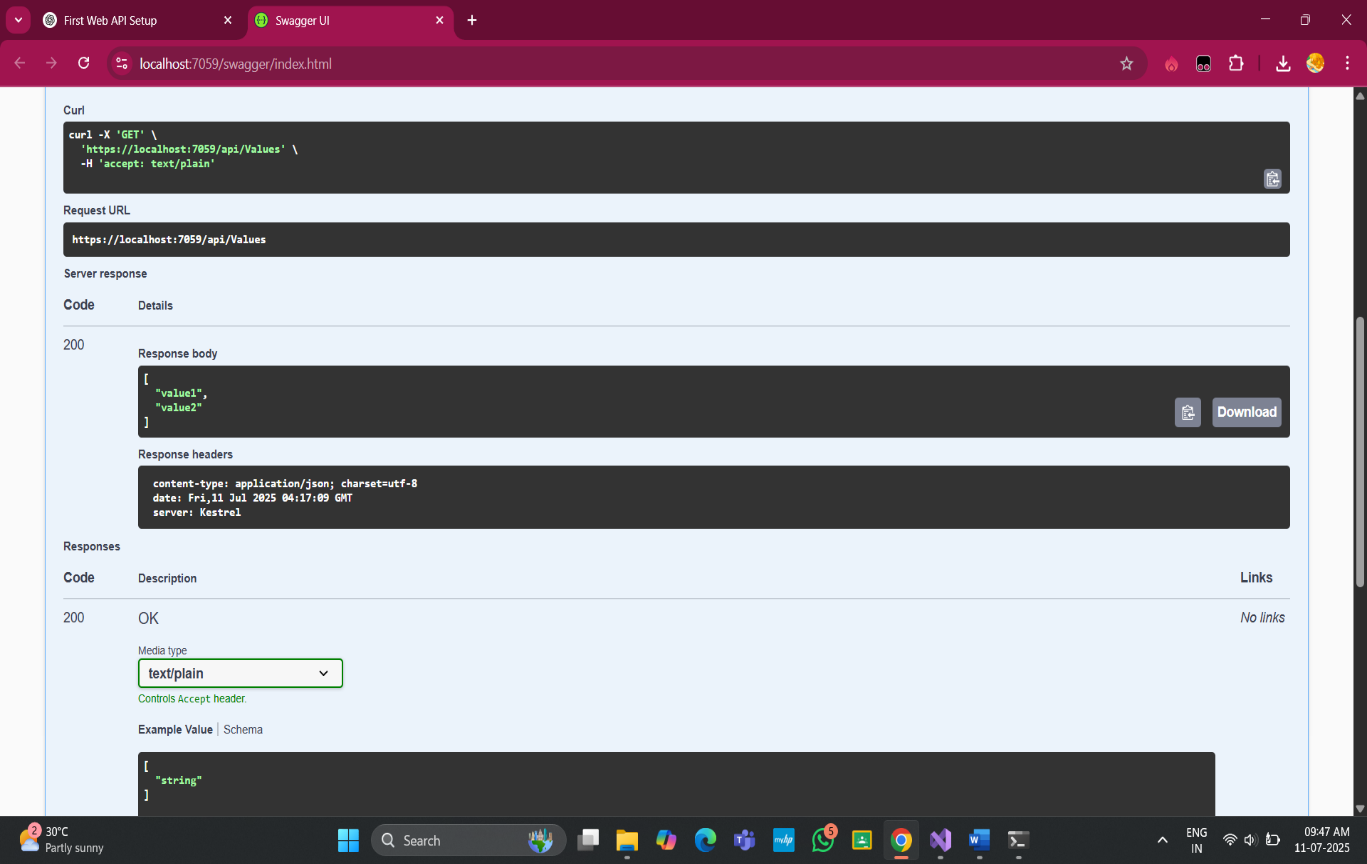 First Web API Setup
Swagger UI
localhost:7059/swagger/index.html
Curl
curl -X 'GET' \
'https://localhost:7059/api/Values' \
-H 'accept: text/plain'
Request URL
https://localhost:7059/api/Values
Server response
Code Details
200
Response body
[
"value1",
"value2"
]
Download
Response headers
content-type: application/json; charset=utf-8
date: Fri,11 Jul 2025 04:17:09 GMT
server: Kestrel
Responses
Code Description Links
200 OK No links
Media type
text/plain
Controls Accept header.
Example Value Schema
[
"string"
]
2
30°C
Partly sunny
Search
myhp
5
ENG
IN
09:47 AM
11-07-2025